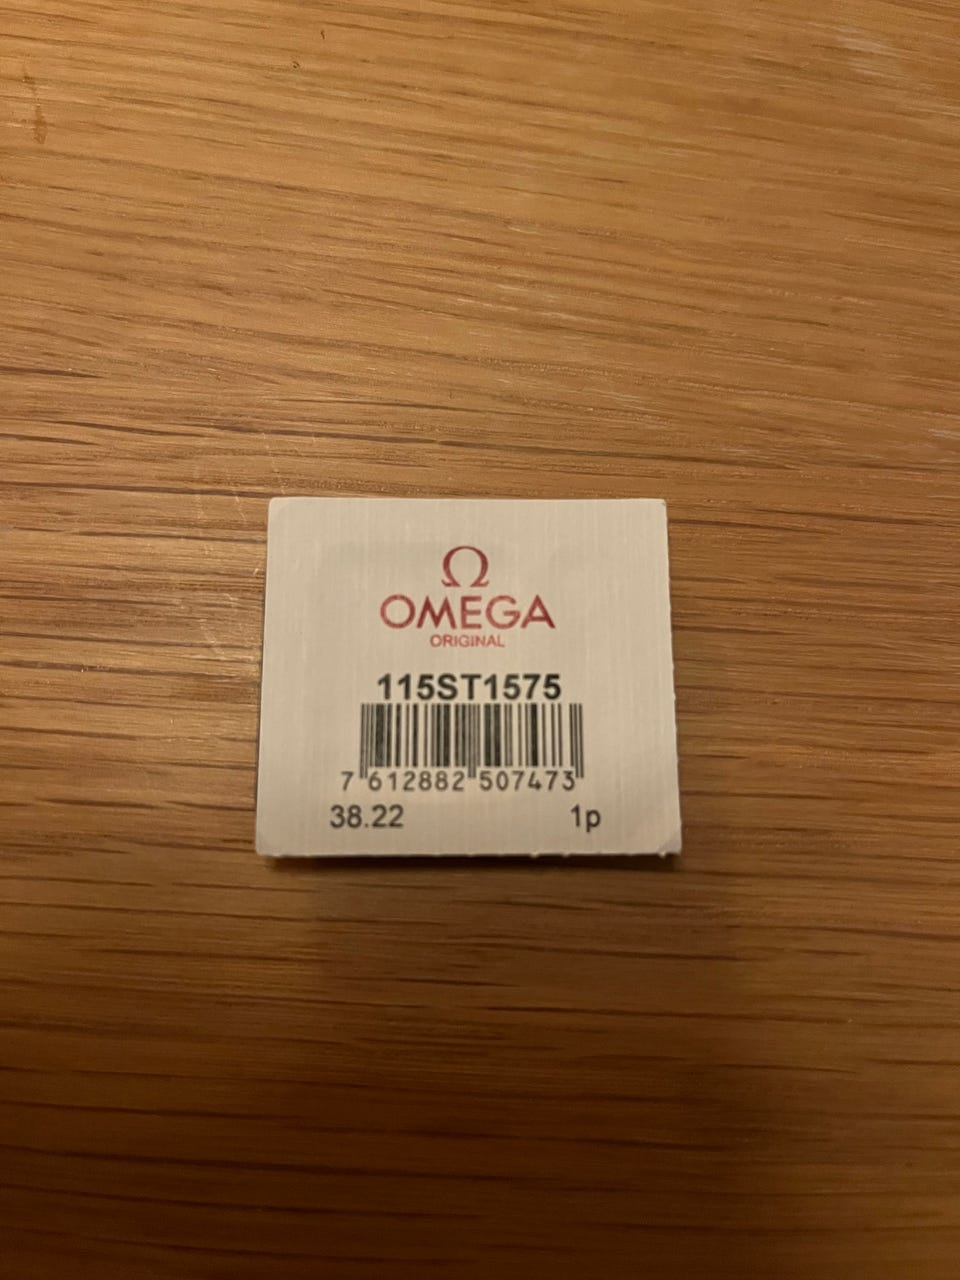 Ω
OMEGA
ORIGINAL
115ST1575
7 612882 507473
38.22 1p